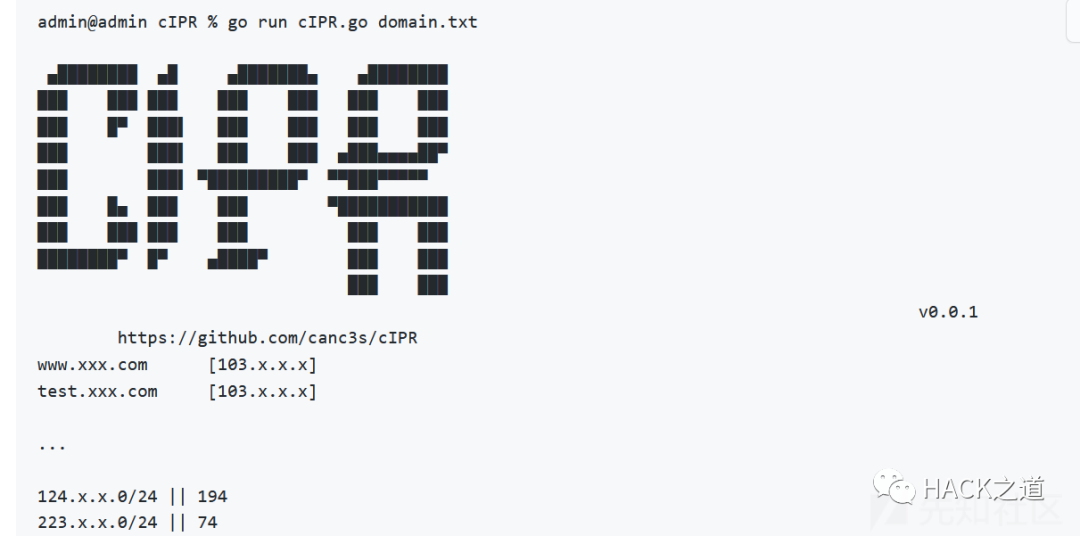 admin@admin cIPR % go run cIPR.go domain.txt
cIPR
v0.0.1
https://github.com/canc3s/cIPR
www.xxx.com [103.x.x.x]
test.xxx.com [103.x.x.x]
...
124.x.x.0/24 || 194
223.x.x.0/24 || 74
HACK之道
先知社区